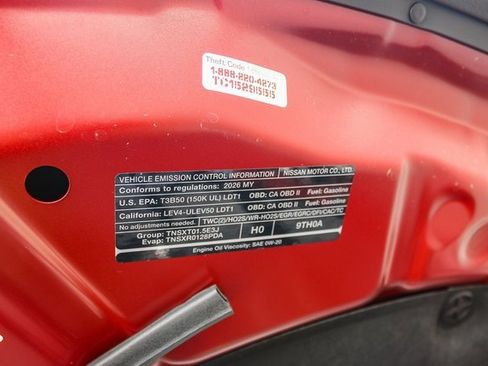 Theft Code
1-888-220-4273
TC1529555
VEHICLE EMISSION CONTROL INFORMATION NISSAN MOTOR CO., LTD.
Conforms to regulations: 2026 MY
U.S. EPA: T3B50 (150K UL) LDT1 OBD: CA OBD II Fuel: Gasoline
California: LEV4-ULEV50 LDT1 OBD: CA OBD II Fuel: Gasoline
No adjustments needed. TWC(2)/HO2S/WR-HO2S/EGR/EGRC/DFI/CAC/TC
Group: TNSXT01.5E3J
Evap: TNSXR0126PDA
H0 9TH0A
Engine Oil Viscosity: SAE 0W-20